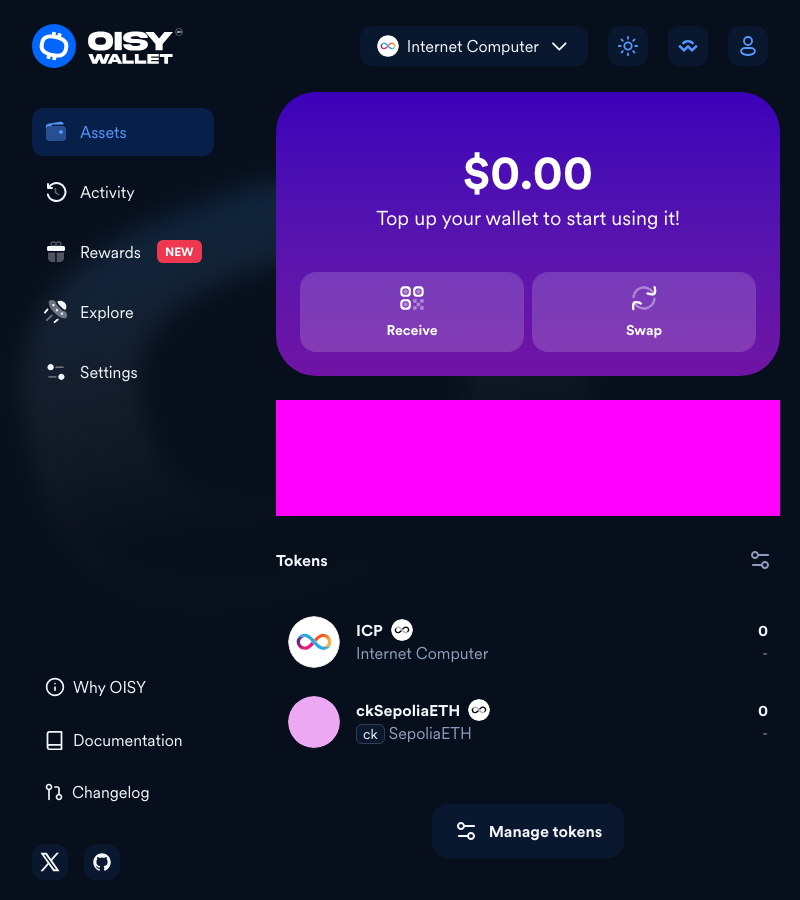 OISY
WALLET
Internet Computer
Assets
Activity
Rewards NEW
Explore
Settings
$0.00
Top up your wallet to start using it!
Receive
Swap
Tokens
ICP 0
Internet Computer -
ckSepoliaETH 0
ck SepoliaETH -
Manage tokens
Why OISY
Documentation
Changelog